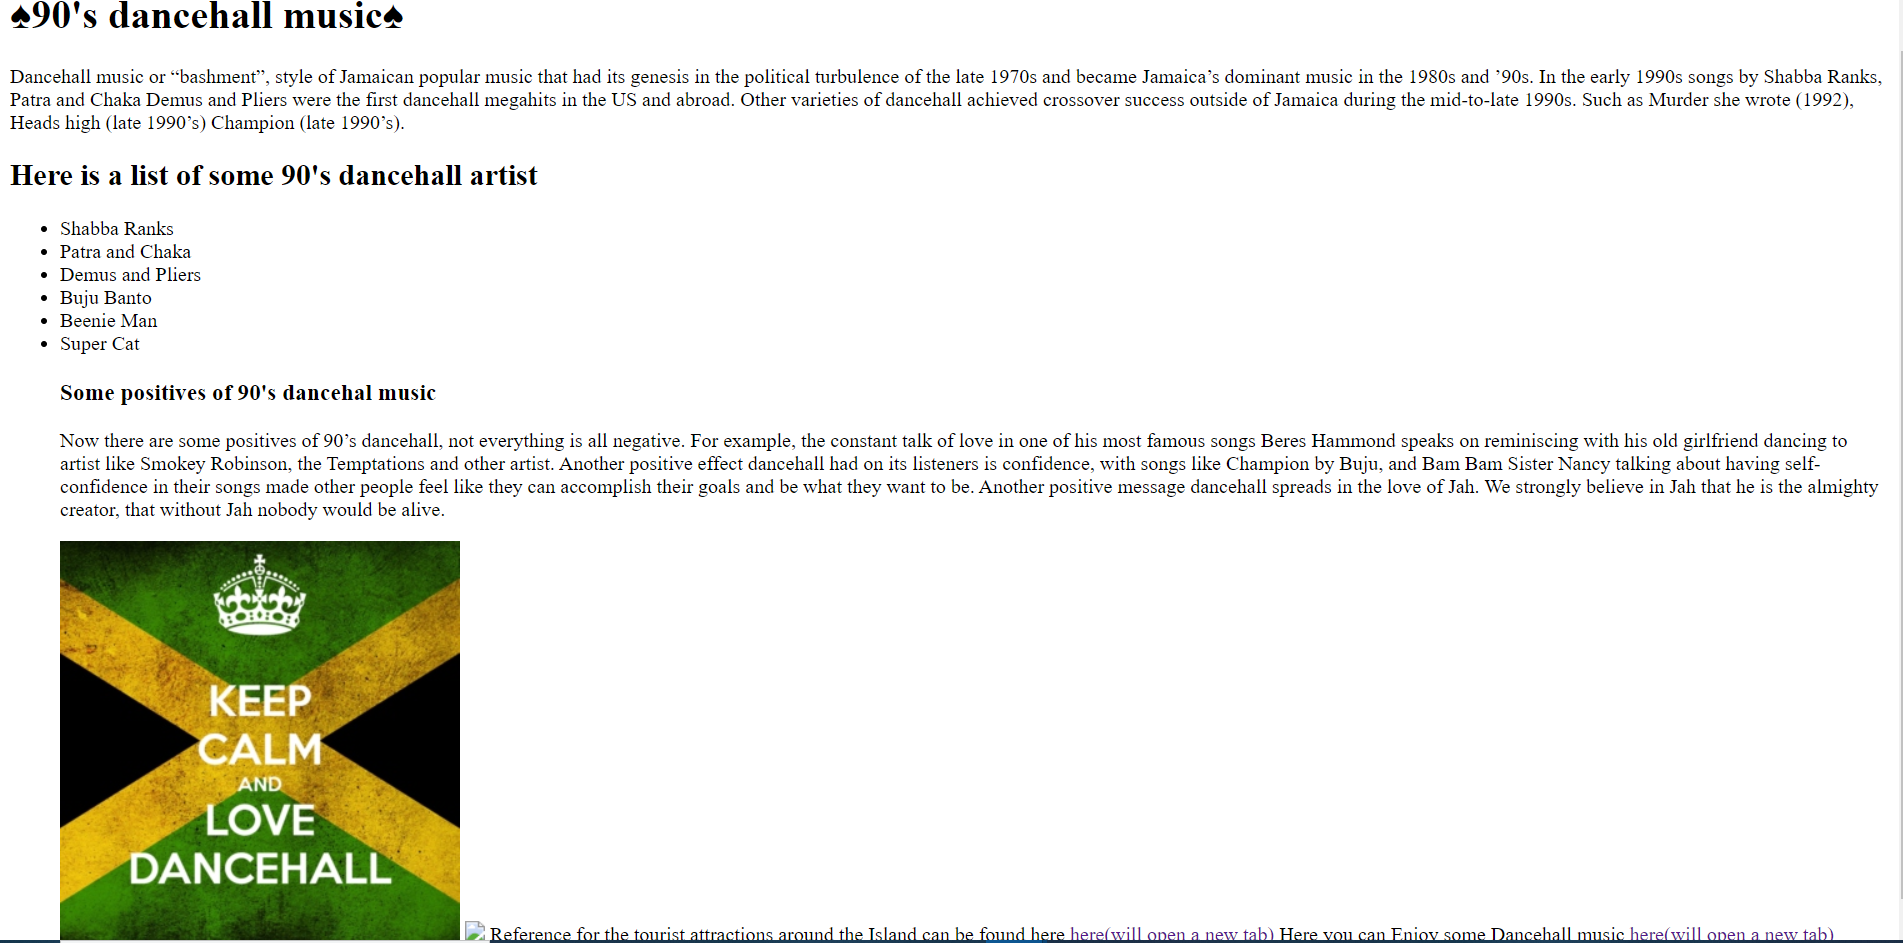 ♠90's dancehall music♠
Dancehall music or “bashment”, style of Jamaican popular music that had its genesis in the political turbulence of the late 1970s and became Jamaica’s dominant music in the 1980s and ’90s. In the early 1990s songs by Shabba Ranks,
Patra and Chaka Demus and Pliers were the first dancehall megahits in the US and abroad. Other varieties of dancehall achieved crossover success outside of Jamaica during the mid-to-late 1990s. Such as Murder she wrote (1992),
Heads high (late 1990’s) Champion (late 1990’s).
Here is a list of some 90's dancehall artist
• Shabba Ranks
• Patra and Chaka
• Demus and Pliers
• Buju Banto
• Beenie Man
• Super Cat
Some positives of 90's dancehal music
Now there are some positives of 90’s dancehall, not everything is all negative. For example, the constant talk of love in one of his most famous songs Beres Hammond speaks on reminiscing with his old girlfriend dancing to
artist like Smokey Robinson, the Temptations and other artist. Another positive effect dancehall had on its listeners is confidence, with songs like Champion by Buju, and Bam Bam Sister Nancy talking about having self-
confidence in their songs made other people feel like they can accomplish their goals and be what they want to be. Another positive message dancehall spreads in the love of Jah. We strongly believe in Jah that he is the almighty
creator, that without Jah nobody would be alive.
KEEP
CALM
AND
LOVE
DANCEHALL
Reference for the tourist attractions around the Island can be found here here(will open a new tab) Here you can Enjoy some Dancehall music here(will open a new tab)